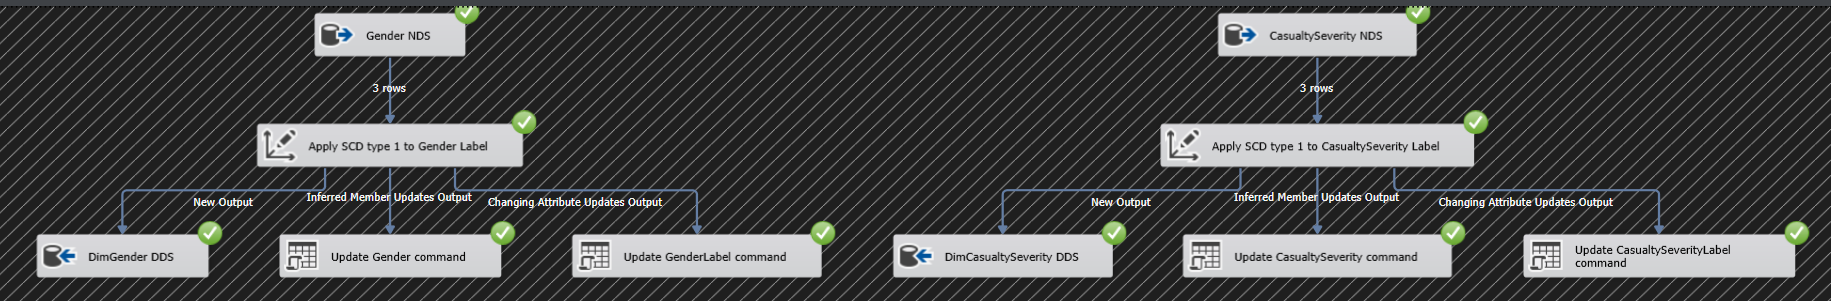 Gender NDS
3 rows
Apply SCD type 1 to Gender Label
New Output
Inferred Member Updates Output
Changing Attribute Updates Output
DimGender DDS
Update Gender command
Update GenderLabel command
CasualtySeverity NDS
3 rows
Apply SCD type 1 to CasualtySeverity Label
New Output
Inferred Member Updates Output
Changing Attribute Updates Output
DimCasualtySeverity DDS
Update CasualtySeverity command
Update CasualtySeverityLabel
command